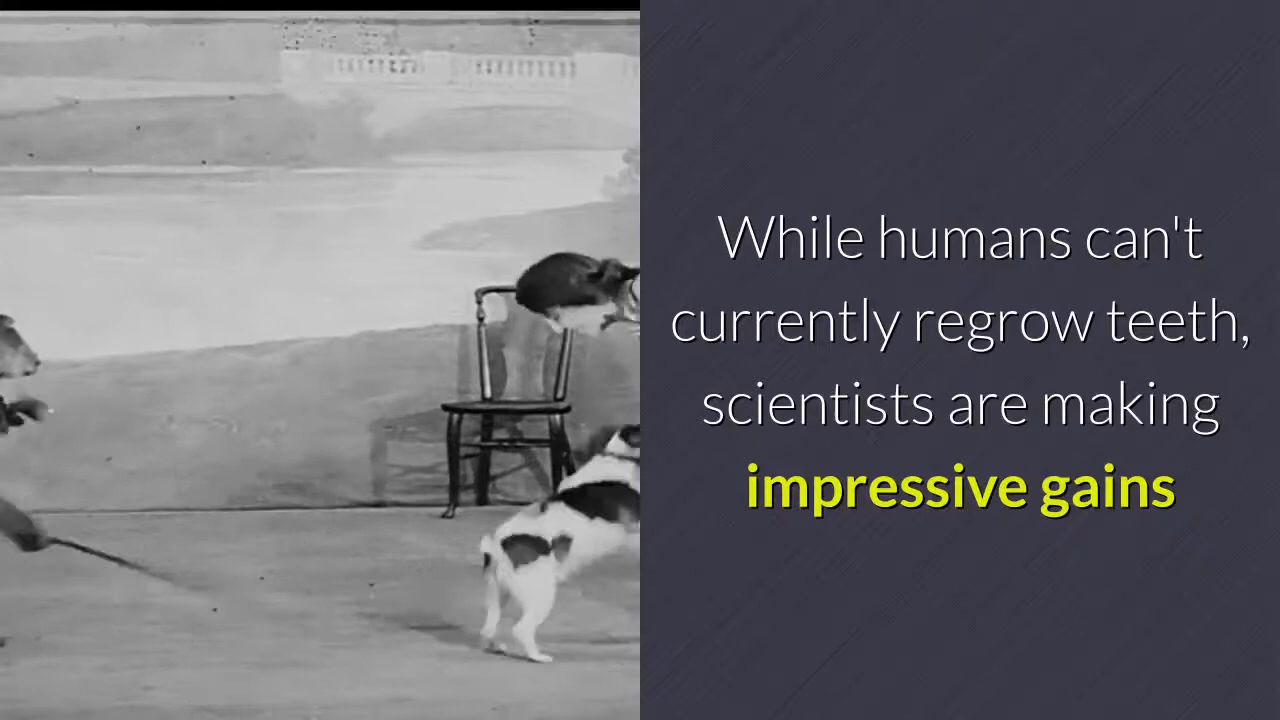 While humans can't
currently regrow teeth,
scientists are making
impressive gains